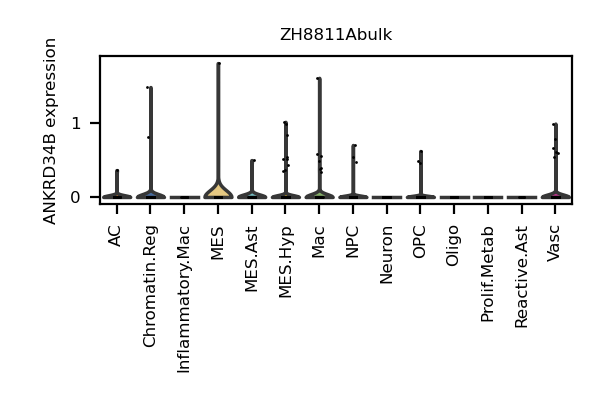 ZH8811Abulk
ANKRD34B expression
1
0
AC
Chromatin.Reg
Inflammatory.Mac
MES
MES.Ast
MES.Hyp
Mac
NPC
Neuron
OPC
Oligo
Prolif.Metab
Reactive.Ast
Vasc